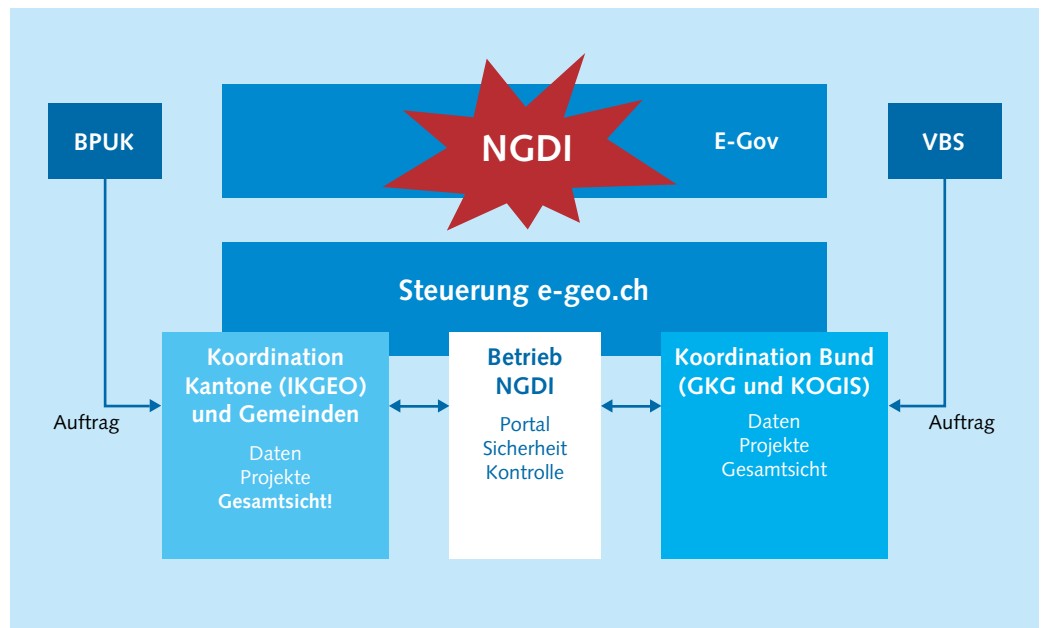 BPUK
NGDI
E-Gov
VBS
Steuerung e-geo.ch
Auftrag
Koordination
Kantone (IKGEO)
und Gemeinden
Daten
Projekte
Gesamtsicht!
Betrieb
NGDI
Portal
Sicherheit
Kontrolle
Koordination Bund
(GKG und KOGIS)
Daten
Projekte
Gesamtsicht
Auftrag